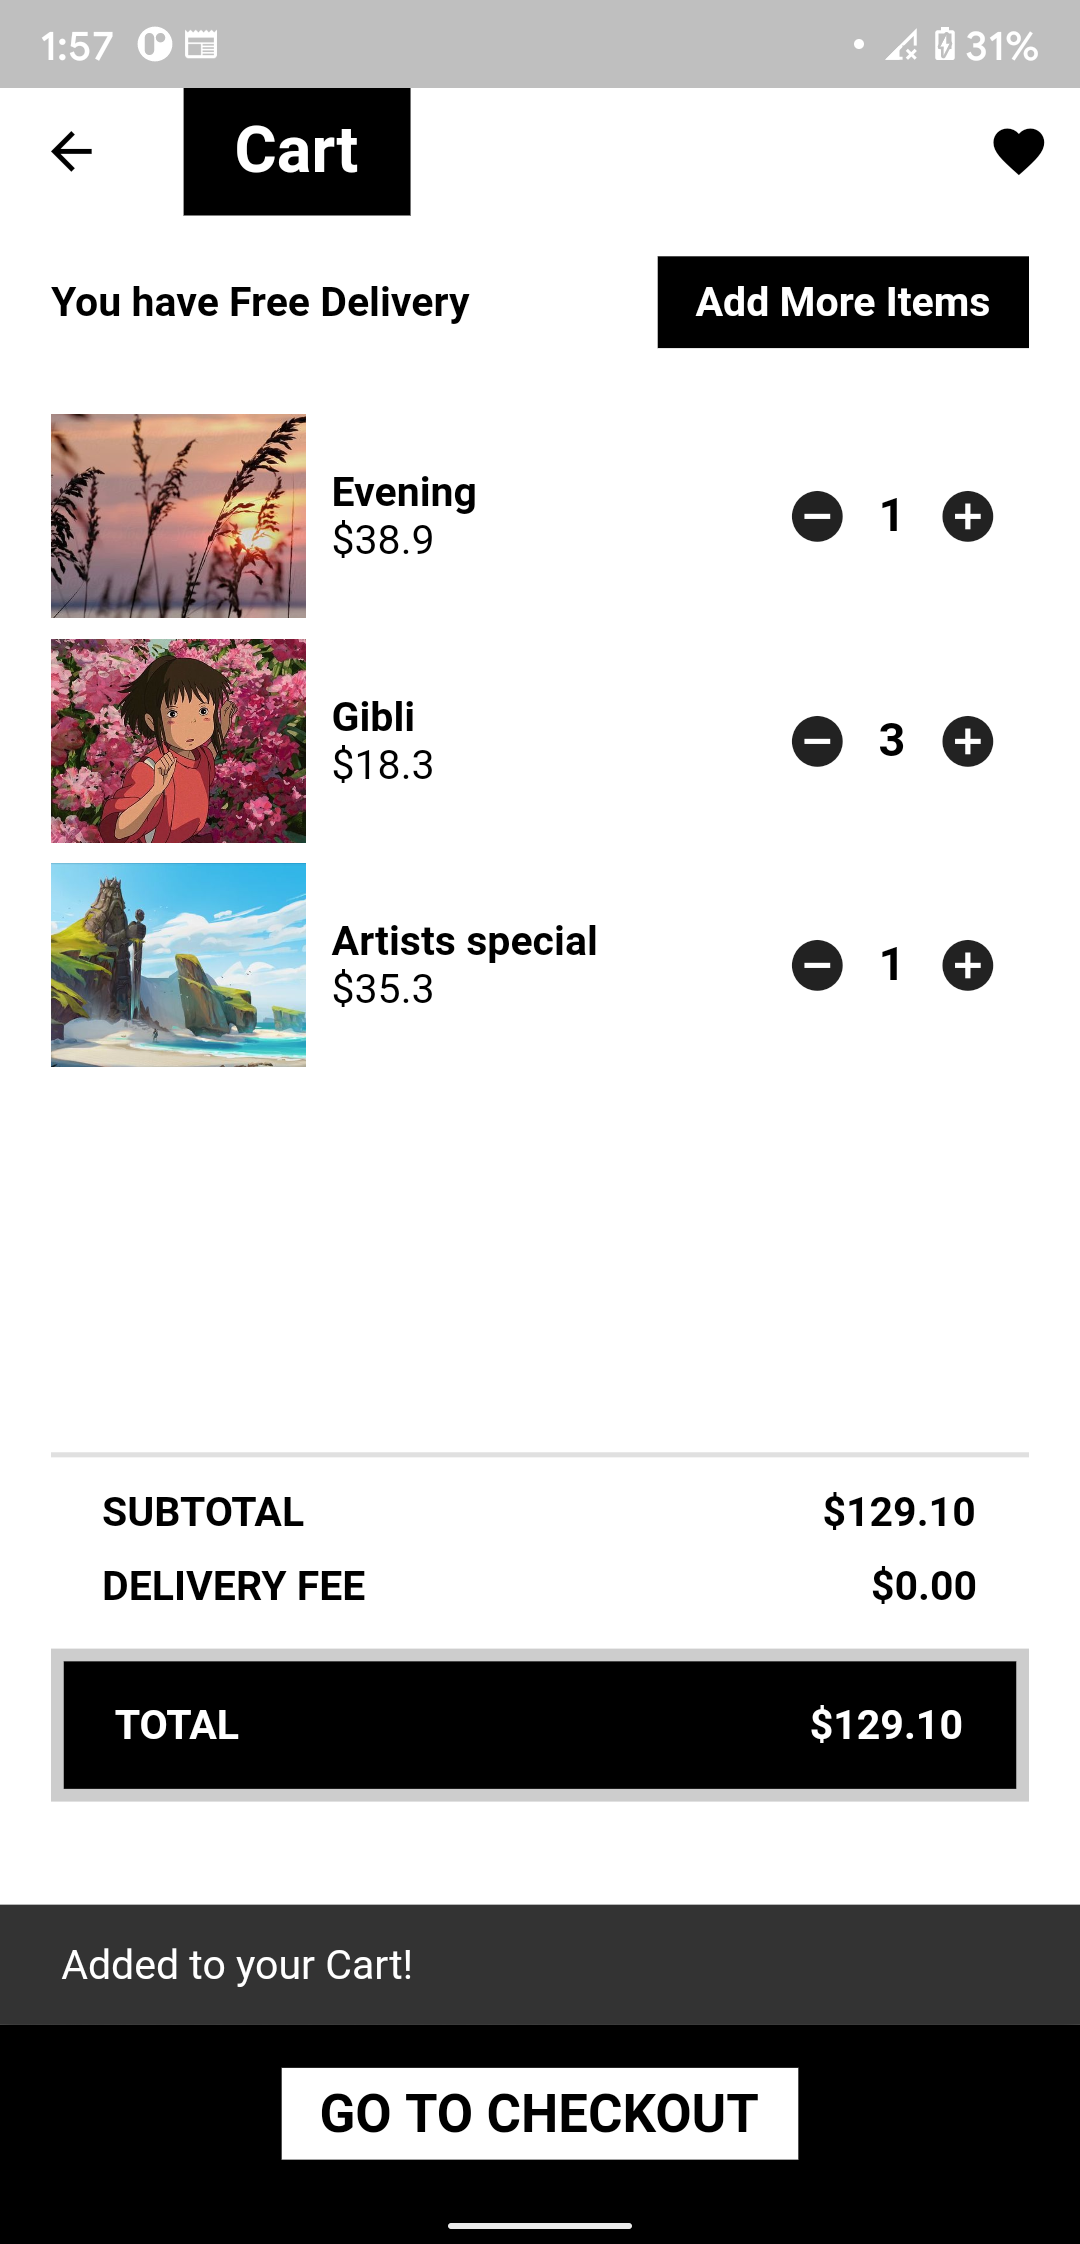 1:57
31%
Cart
You have Free Delivery
Add More Items
Evening
$38.9
1
Gibli
$18.3
3
Artists special
$35.3
1
SUBTOTAL
$129.10
DELIVERY FEE
$0.00
TOTAL
$129.10
Added to your Cart!
GO TO CHECKOUT